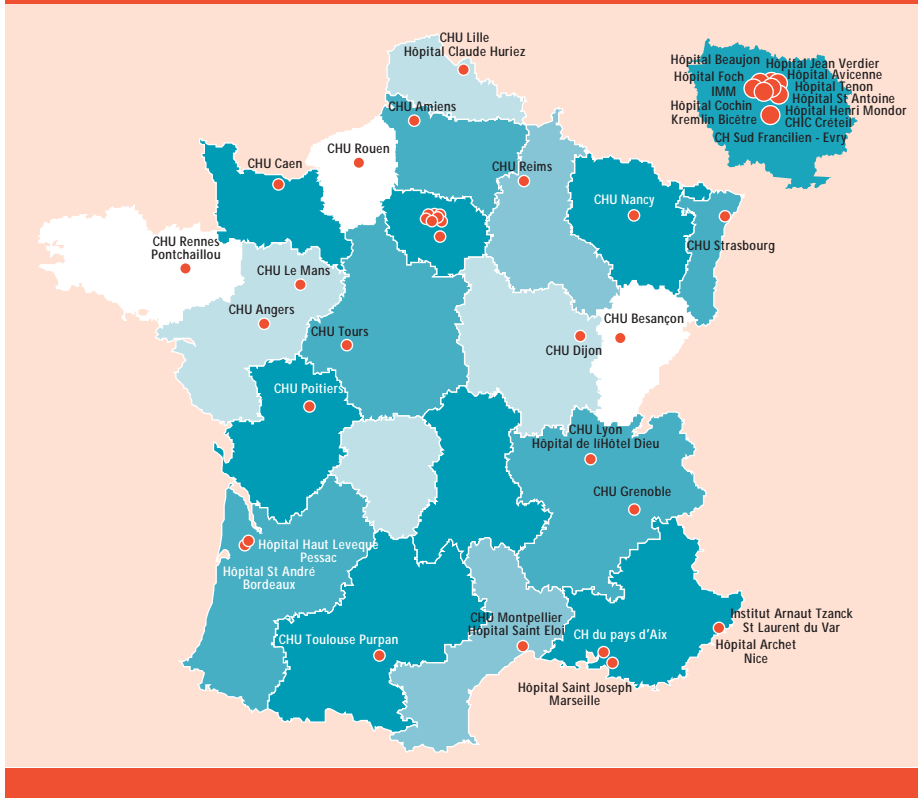 CHU Lille
Hôpital Claude Huriez
CHU Amiens
CHU Rouen
CHU Caen
CHU Reims
CHU Nancy
CHU Strasbourg
CHU Rennes
Pontchaillou
CHU Le Mans
CHU Angers
CHU Tours
CHU Besançon
CHU Dijon
CHU Poitiers
CHU Lyon
Hôpital de líHôtel Dieu
CHU Grenoble
Hôpital Haut Leveque
Pessac
Hôpital St André
Bordeaux
CHU Toulouse Purpan
CHU Montpellier
Hôpital Saint Eloi
CH du pays d'Aix
Institut Arnaut Tzanck
St Laurent du Var
Hôpital Archet
Nice
Hôpital Saint Joseph
Marseille
Hôpital Beaujon
Hôpital Jean Verdier
Hôpital Foch
Hôpital Avicenne
IMM
Hôpital Tenon
Hôpital St Antoine
Hôpital Cochin
Hôpital Henri Mondor
Kremlin Bicêtre
CHIC Créteil
CH Sud Francilien - Evry